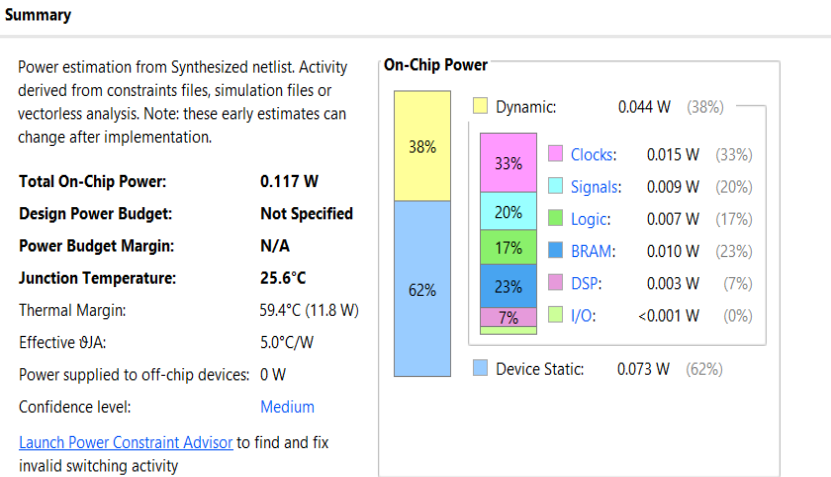 Summary
Power estimation from Synthesized netlist. Activity
derived from constraints files, simulation files or
vectorless analysis. Note: these early estimates can
change after implementation.
Total On-Chip Power: 0.117 W
Design Power Budget: Not Specified
Power Budget Margin: N/A
Junction Temperature: 25.6°C
Thermal Margin: 59.4°C (11.8 W)
Effective ϑJA: 5.0°C/W
Power supplied to off-chip devices: 0 W
Confidence level: Medium
Launch Power Constraint Advisor to find and fix
invalid switching activity
On-Chip Power
38%
62%
Dynamic: 0.044 W (38%)
33%
20%
17%
23%
7%
Clocks: 0.015 W (33%)
Signals: 0.009 W (20%)
Logic: 0.007 W (17%)
BRAM: 0.010 W (23%)
DSP: 0.003 W (7%)
I/O: <0.001 W (0%)
Device Static: 0.073 W (62%)